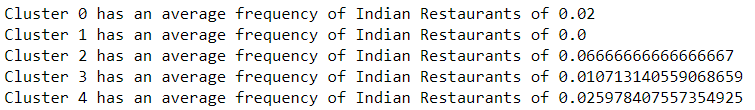 Cluster 0 has an average frequency of Indian Restaurants of 0.02
Cluster 1 has an average frequency of Indian Restaurants of 0.0
Cluster 2 has an average frequency of Indian Restaurants of 0.06666666666666667
Cluster 3 has an average frequency of Indian Restaurants of 0.010713140559068659
Cluster 4 has an average frequency of Indian Restaurants of 0.025978407557354925